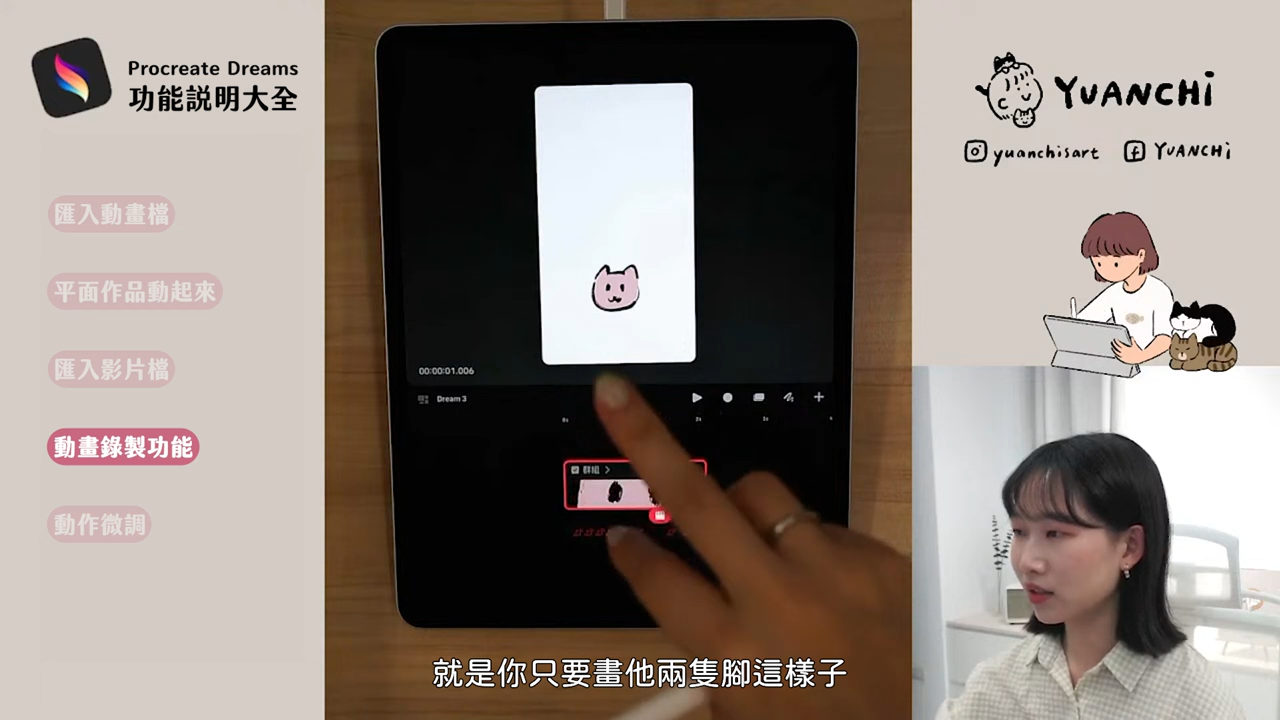 Procreate Dreams
功能説明大全
匯入動畫檔
平面作品動起來
匯入影片檔
動畫錄製功能
動作微調
00:00:01.006
Dream 3
群組
YUANCHi
yuanchisart
YUANCHi
就是你只要畫他兩隻腳這樣子